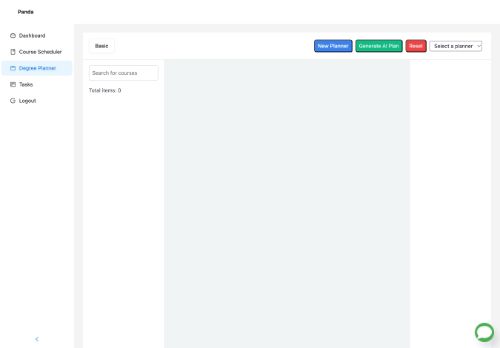 Panda
Dashboard
Course Scheduler
Degree Planner
Tasks
Logout
Basic
New Planner
Generate AI Plan
Reset
Select a planner
Search for courses
Total items: 0